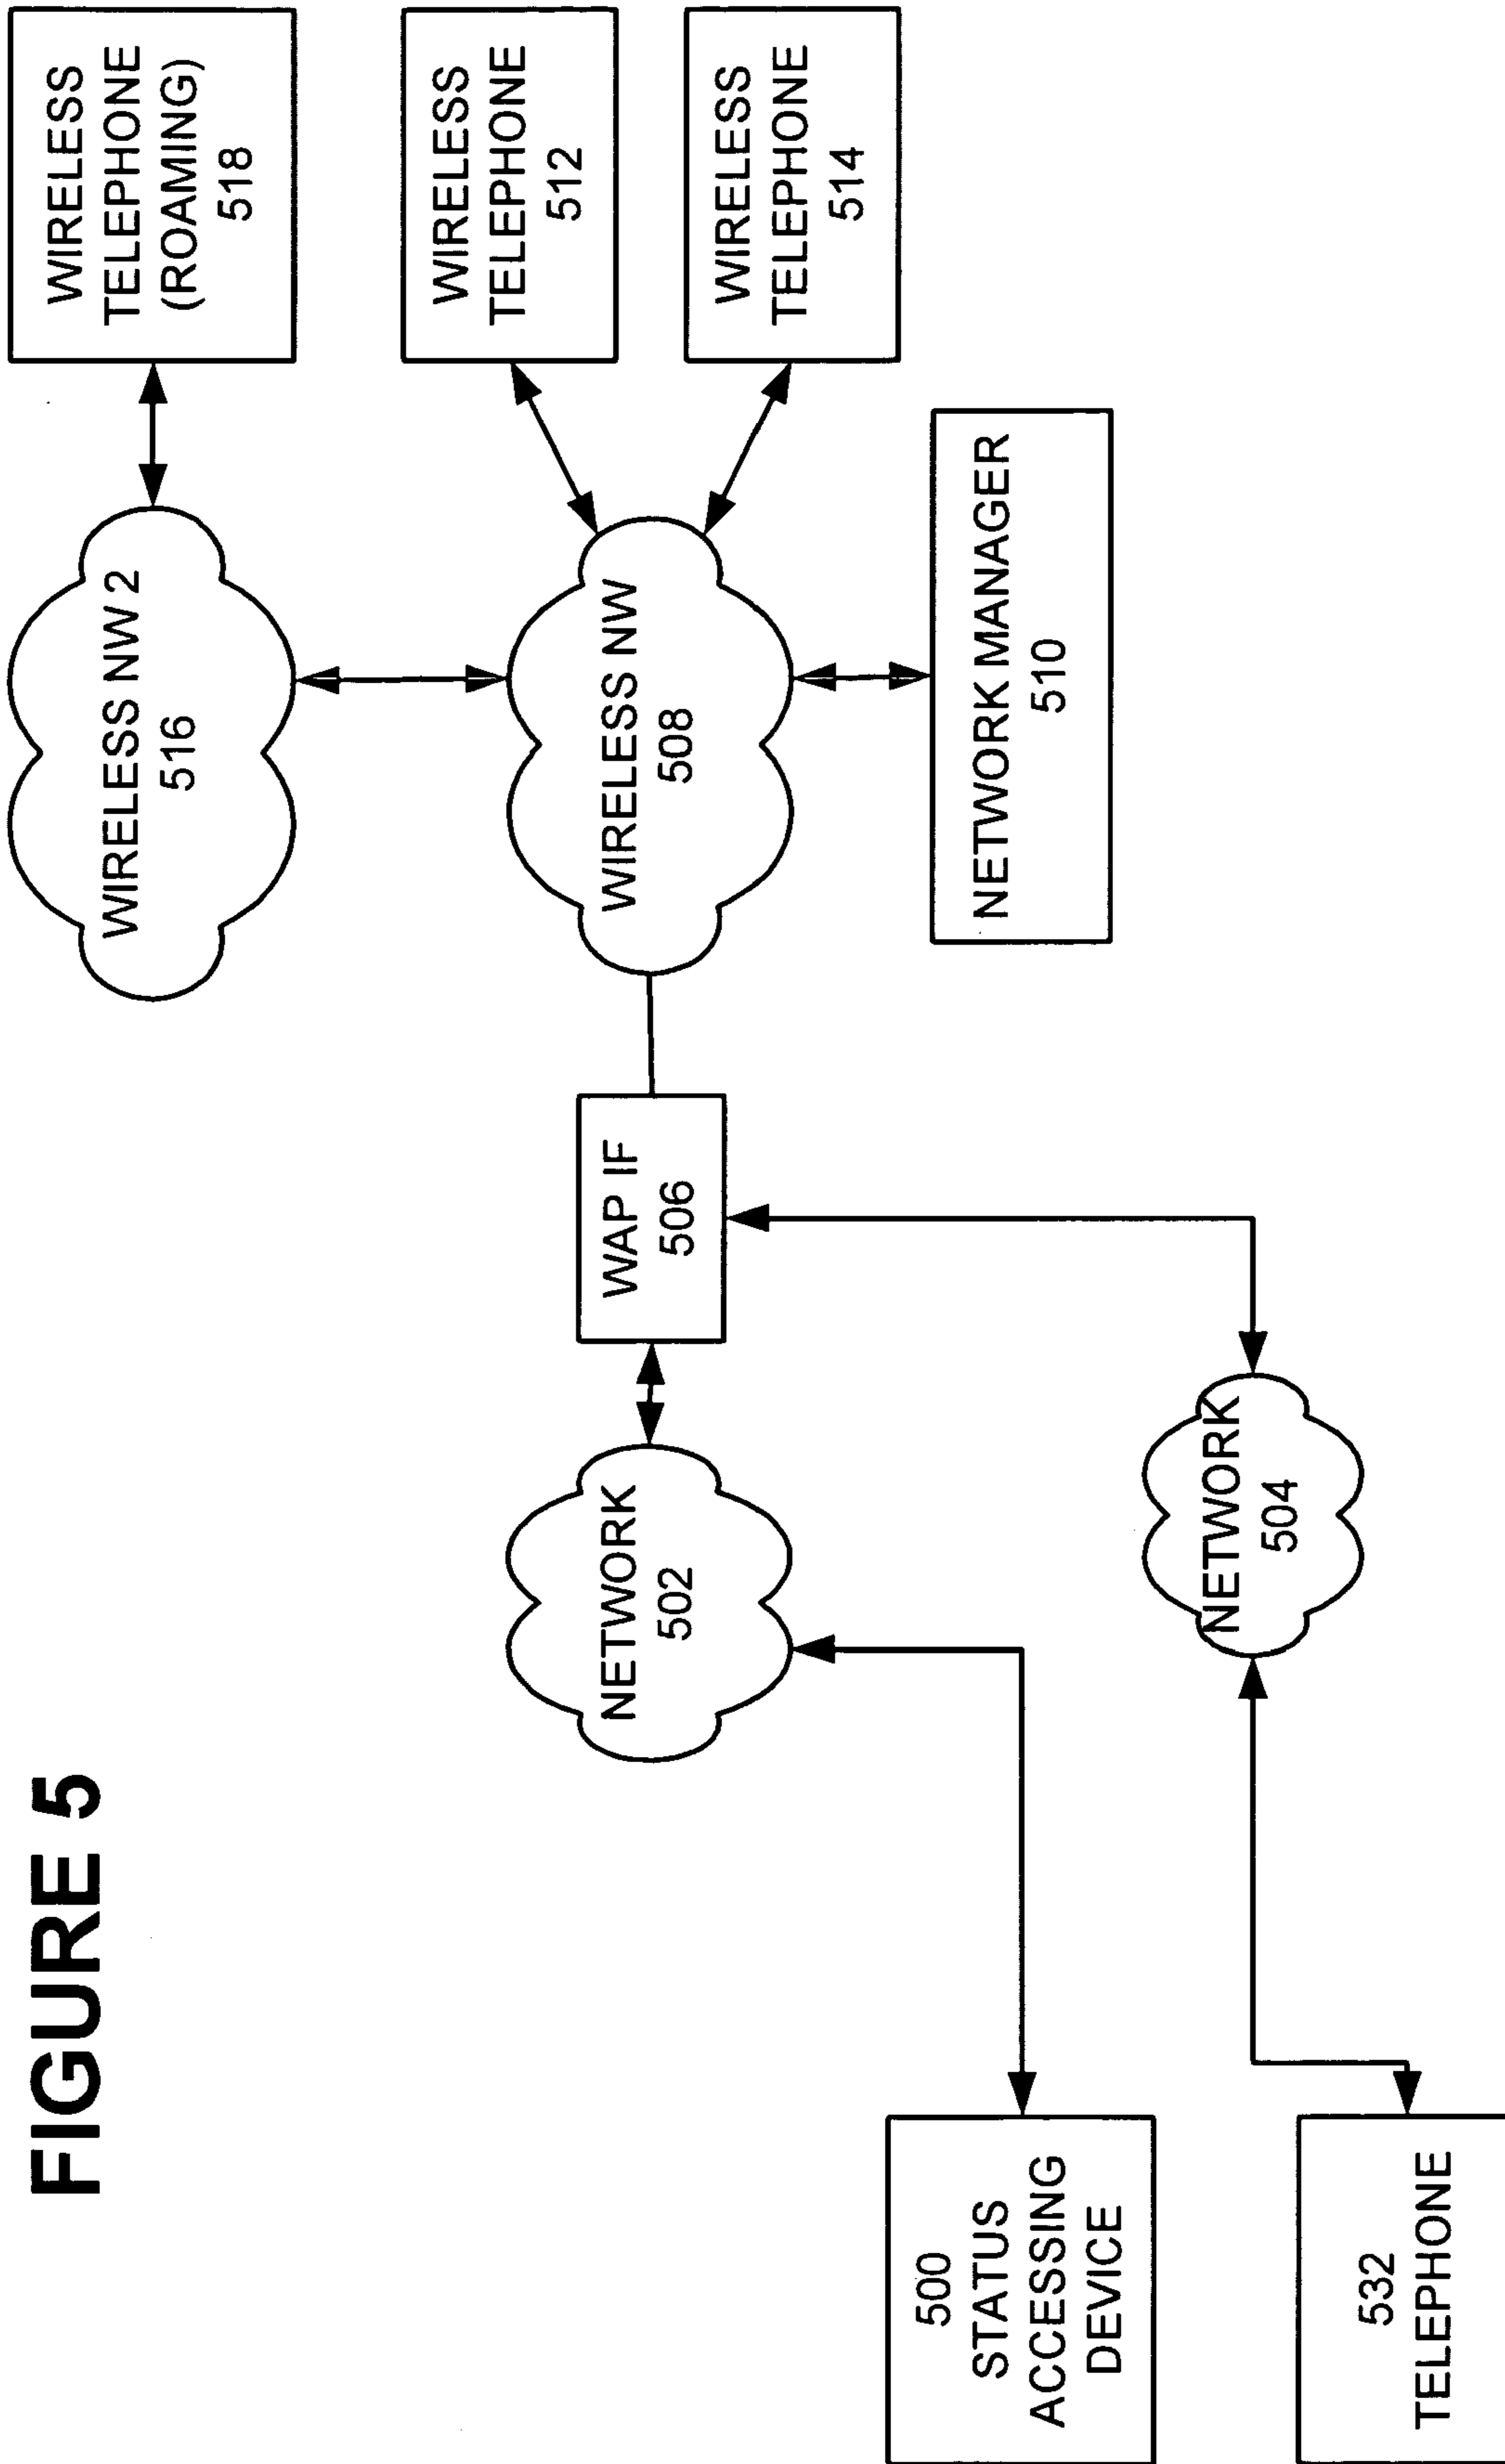 FIGURE 5
WIRELESS NW 2
516
WIRELESS
TELEPHONE
(ROAMING)
518
WIRELESS
TELEPHONE
512
WIRELESS
TELEPHONE
514
NETWORK
502
WAP IF
506
WIRELESS NW
508
NETWORK MANAGER
510
500
STATUS
ACCESSING
DEVICE
NETWORK
504
532
TELEPHONE